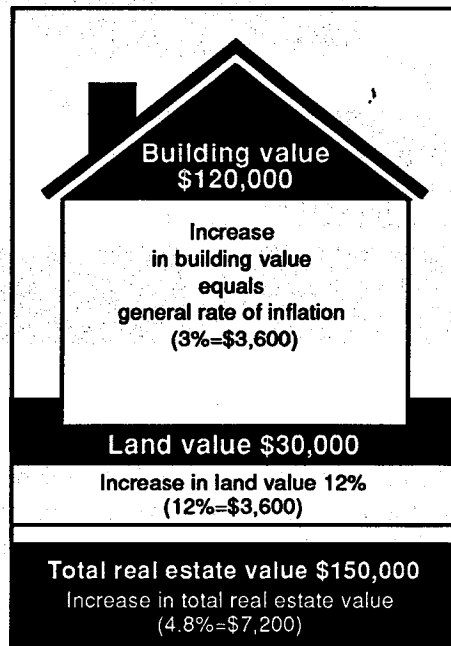 Building value
$120,000
Increase
in building value
equals
general rate of inflation
(3%=$3,600)
Land value $30,000
Increase in land value 12%
(12%=$3,600)
Total real estate value $150,000
Increase in total real estate value
(4.8%=$7,200)